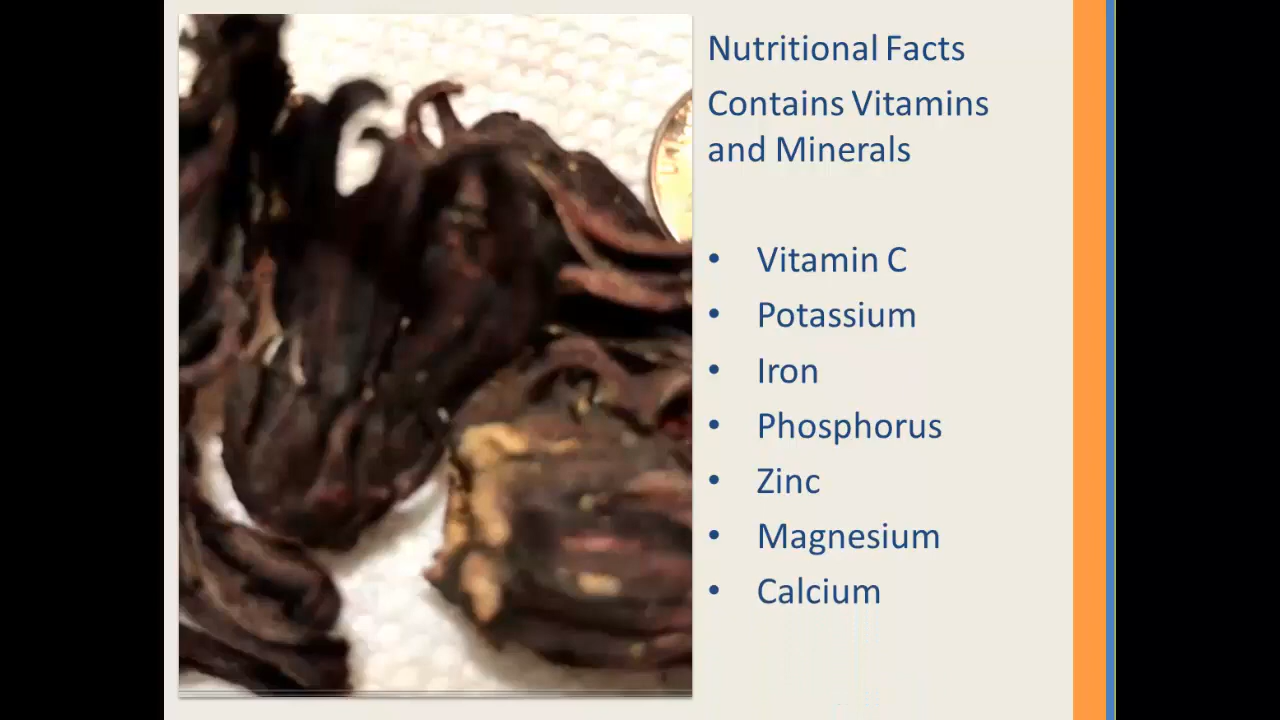 Nutritional Facts
Contains Vitamins
and Minerals
• Vitamin C
• Potassium
• Iron
• Phosphorus
• Zinc
• Magnesium
• Calcium